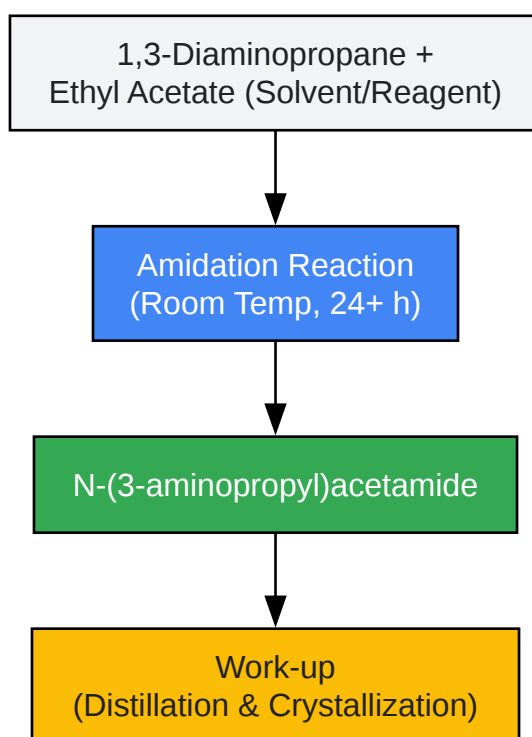 1,3-Diaminopropane +
Ethyl Acetate (Solvent/Reagent)
Amidation Reaction
(Room Temp, 24+ h)
N-(3-aminopropyl)acetamide
Work-up
(Distillation & Crystallization)